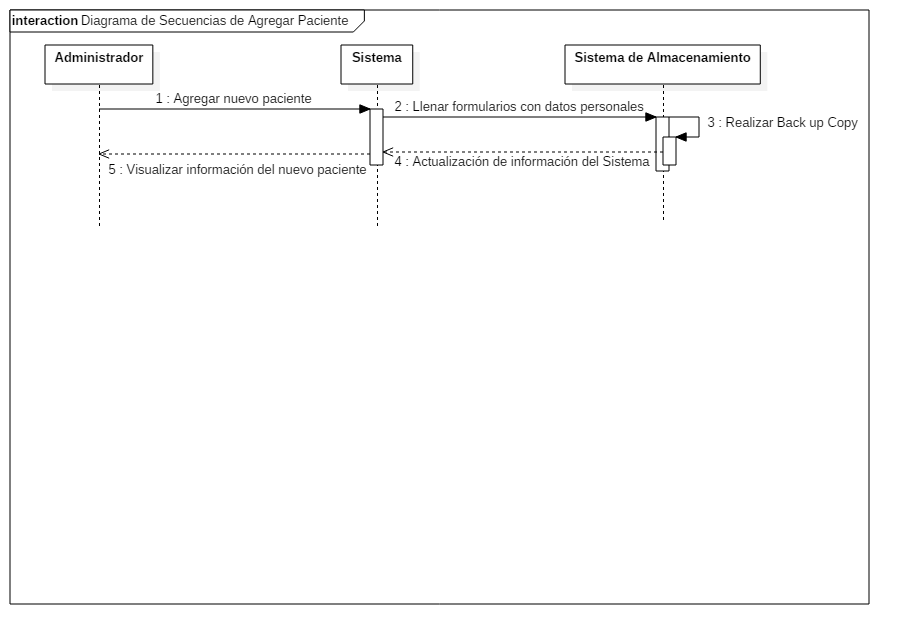 interaction Diagrama de Secuencias de Agregar Paciente
Administrador
Sistema
Sistema de Almacenamiento
1 : Agregar nuevo paciente
2 : Llenar formularios con datos personales
3 : Realizar Back up Copy
4 : Actualización de información del Sistema
5 : Visualizar información del nuevo paciente